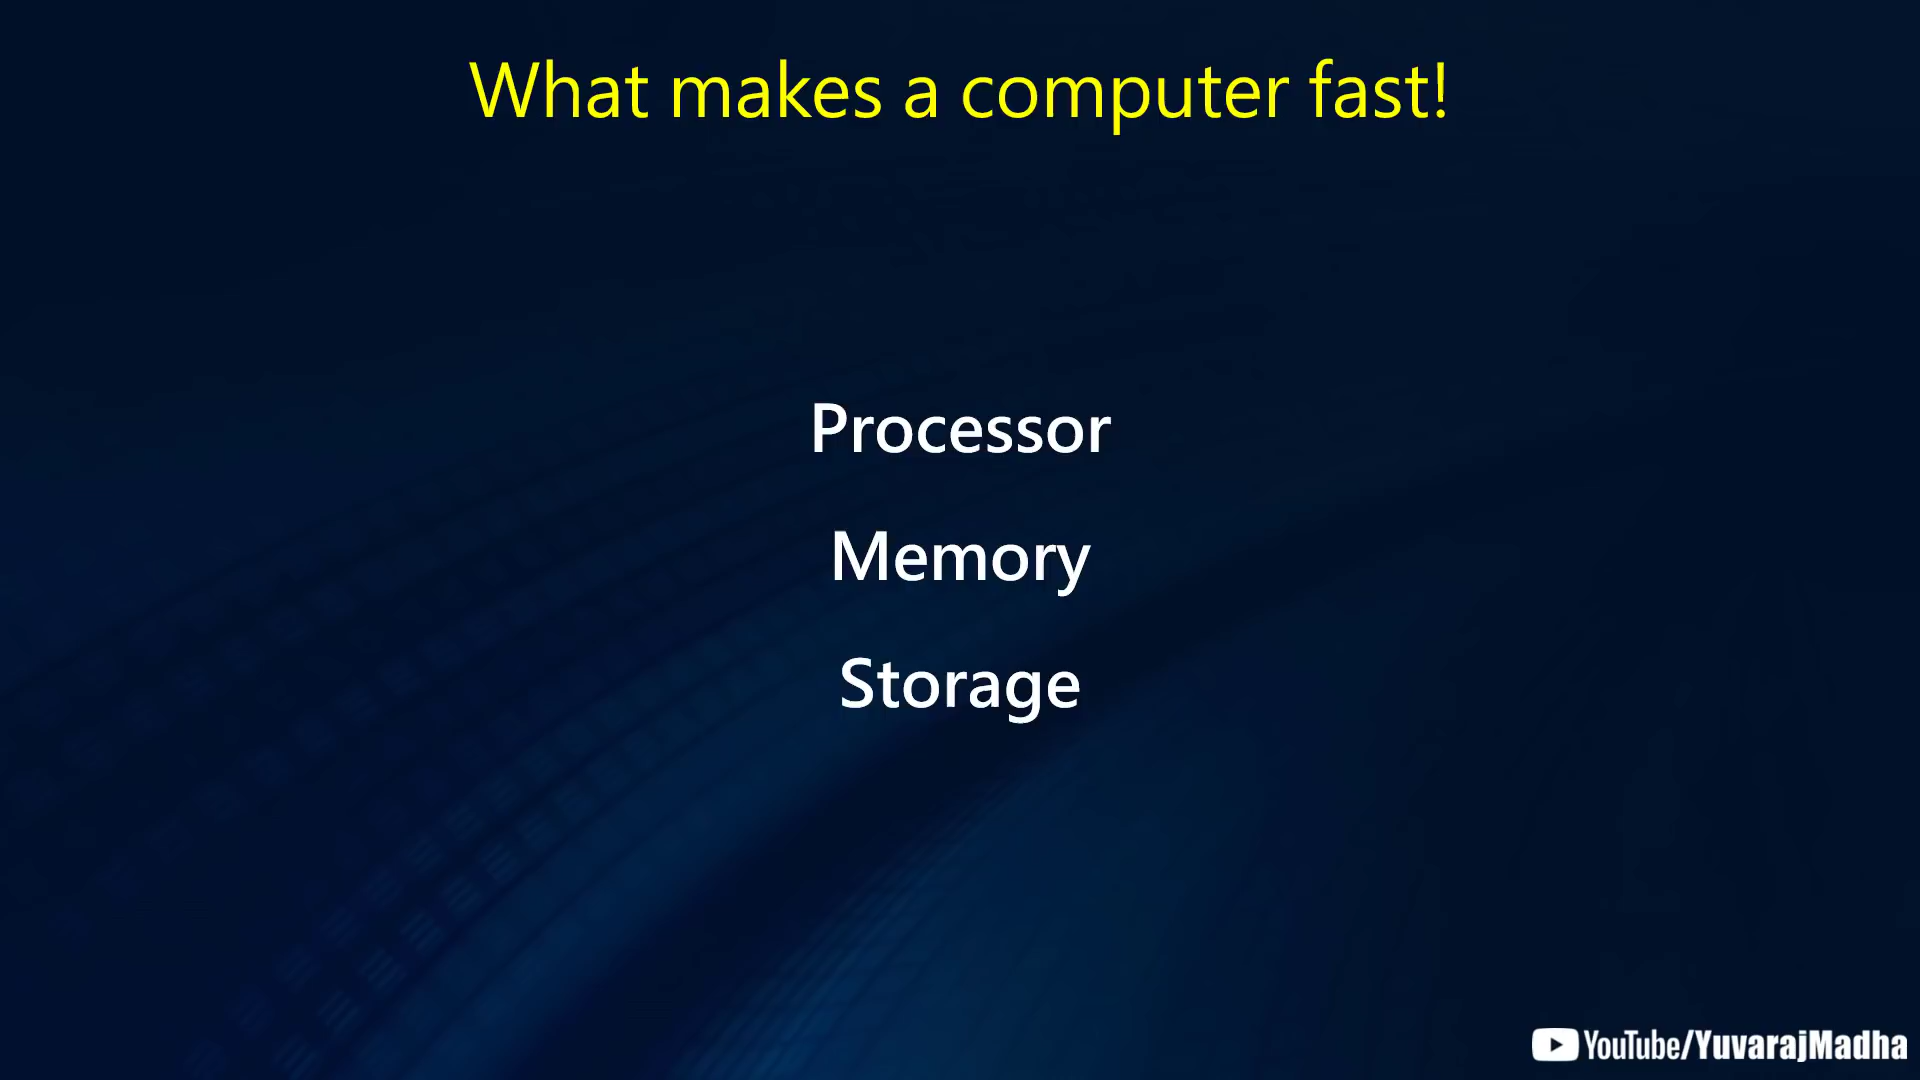 What makes a computer fast!
Processor
Memory
Storage
YouTube/YuvarajMadha